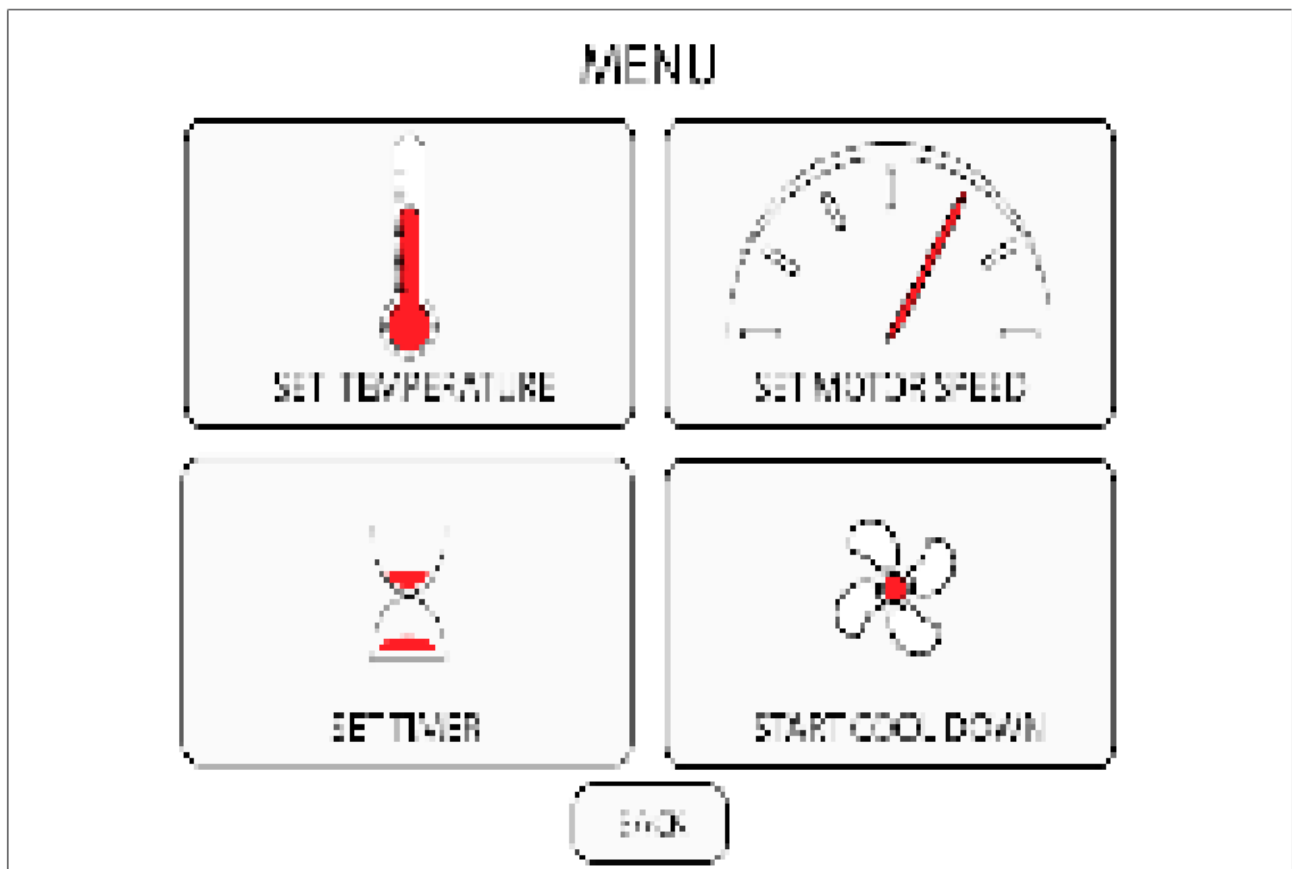 MENU
SET TEMPERATURE
SET MOTOR SPEED
SET TIMER
START COOL DOWN
BACK